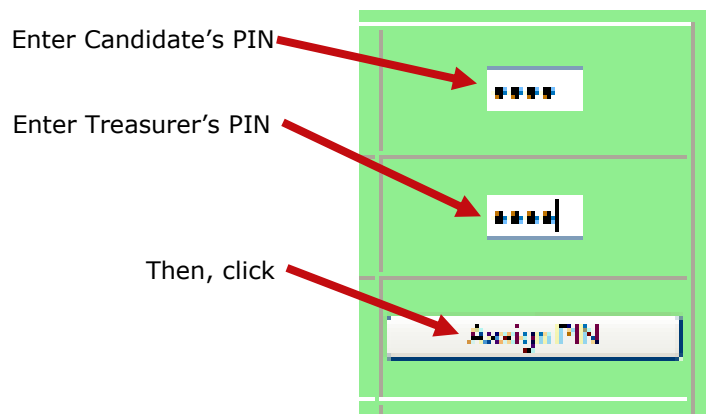 Enter Candidate’s PIN
Enter Treasurer’s PIN
Then, click
Assign PIN